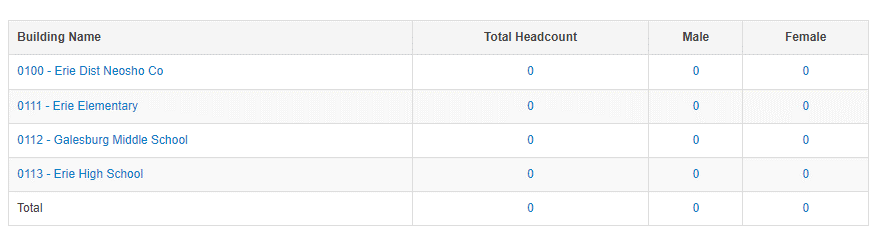 Building Name Total Headcount Male Female
0100 - Erie Dist Neosho Co 0 0 0
0111 - Erie Elementary 0 0 0
0112 - Galesburg Middle School 0 0 0
0113 - Erie High School 0 0 0
Total 0 0 0